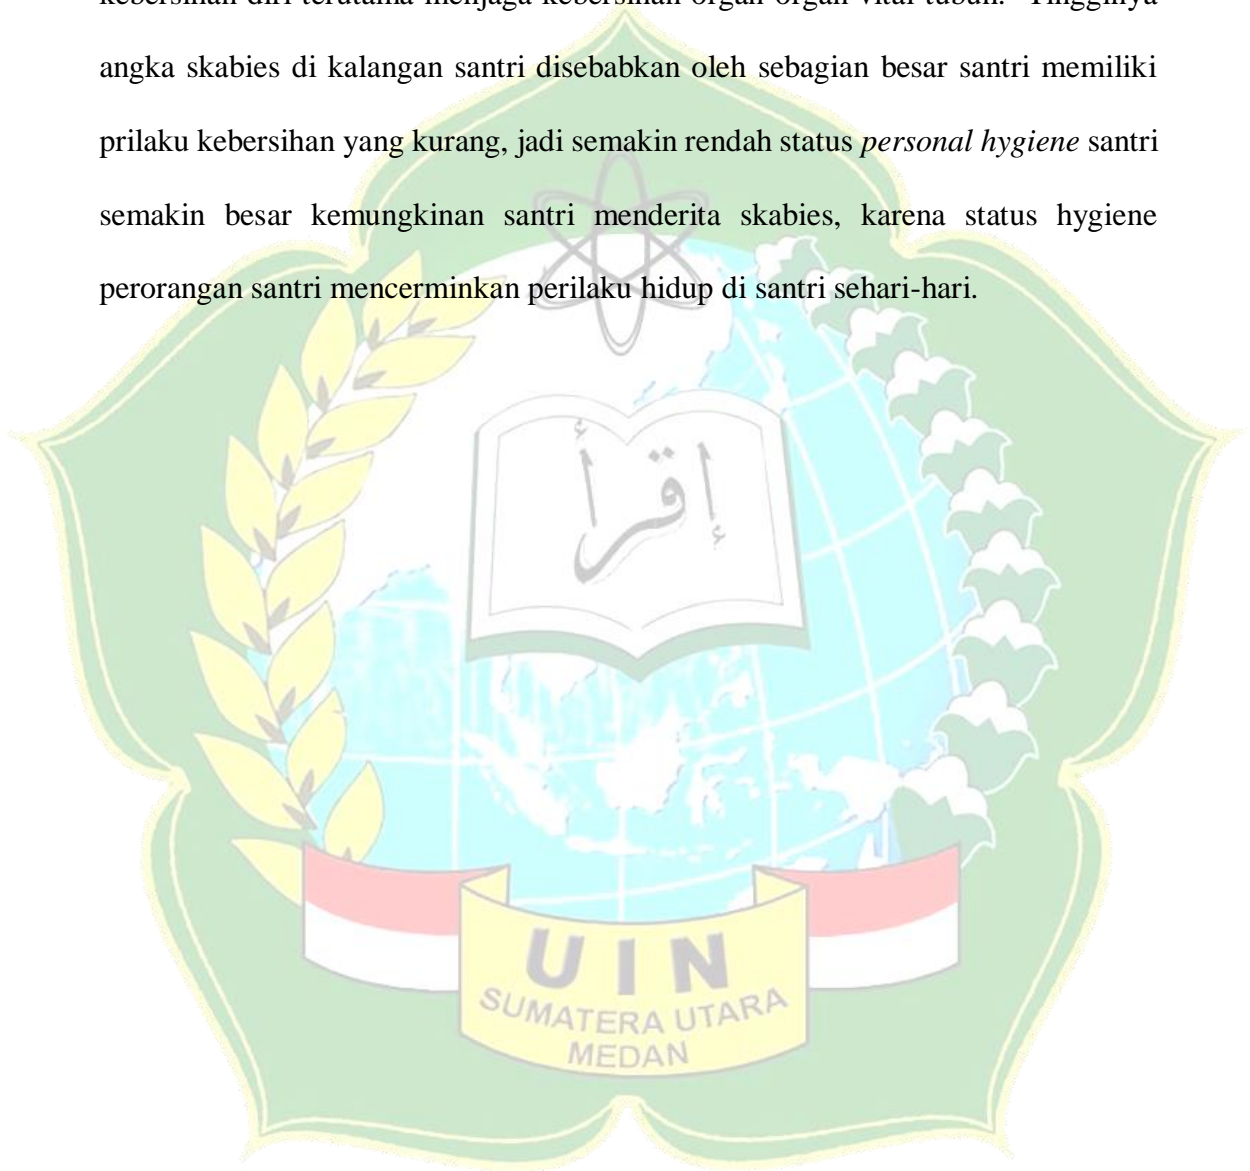 kebersihan diri terutama menjaga kebersihan organ-organ vital tubuh. Tingginya
angka skabies di kalangan santri disebabkan oleh sebagian besar santri memiliki
prilaku kebersihan yang kurang, jadi semakin rendah status personal hygiene santri
semakin besar kemungkinan santri menderita skabies, karena status hygiene
perorangan santri mencerminkan perilaku hidup di santri sehari-hari.
إقرأ
UIN
SUMATERA UTARA
MEDAN